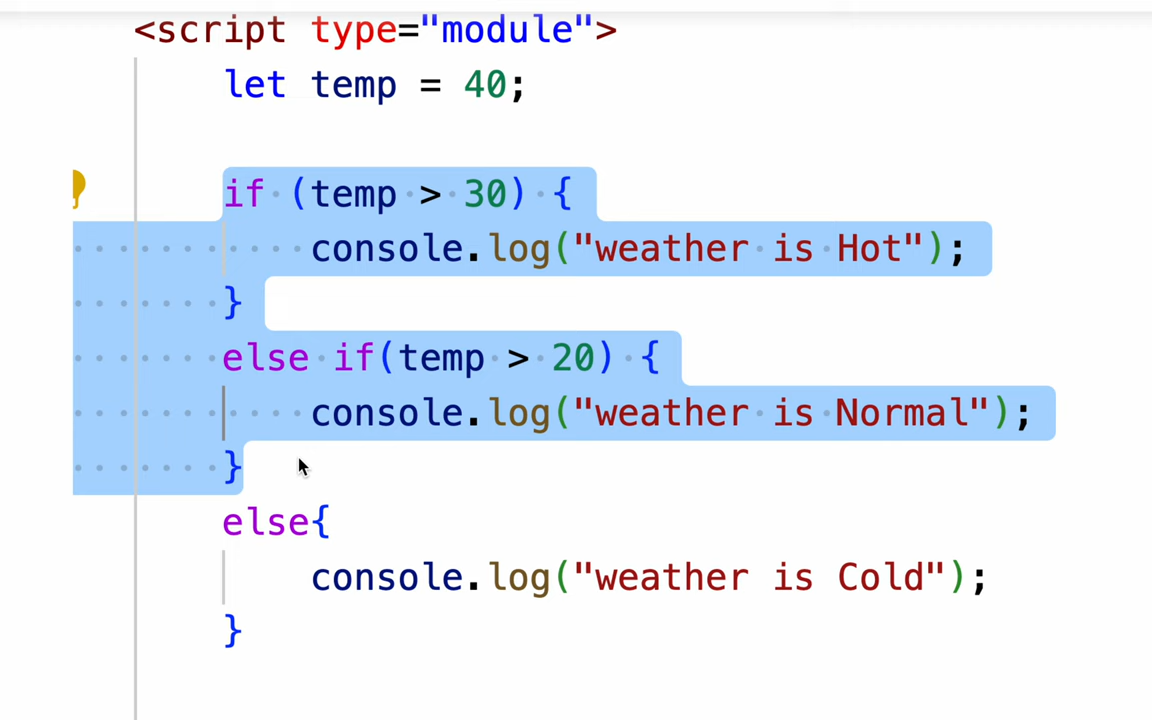 <script type="module">
let temp = 40;
if (temp > 30) {
console.log("weather is Hot");
}
else if(temp > 20) {
console.log("weather is Normal");
}
else{
console.log("weather is Cold");
}